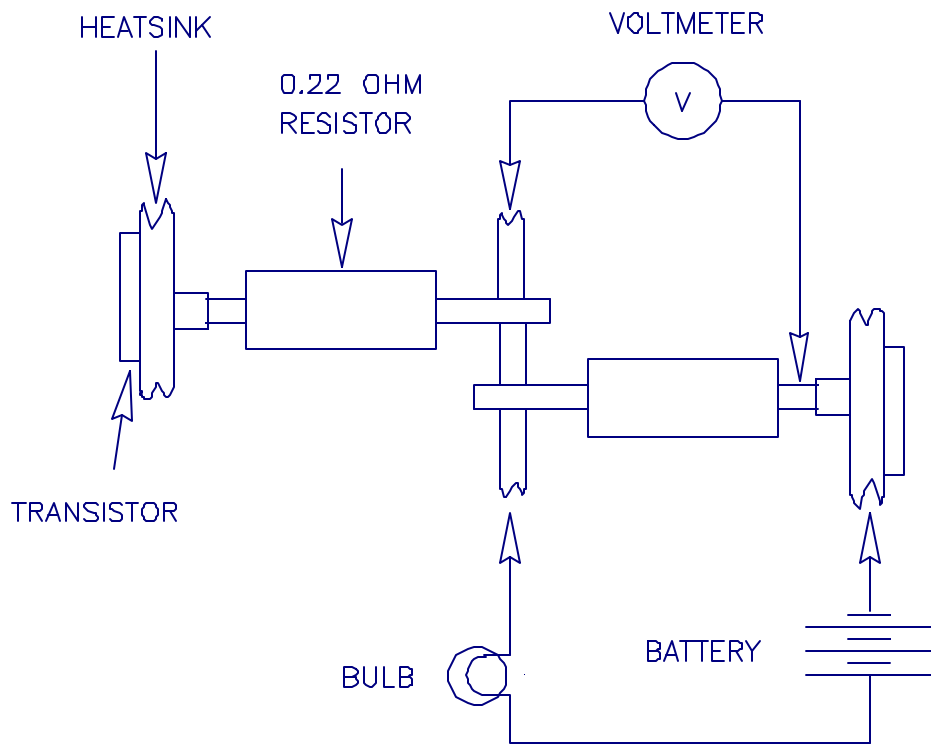 HEATSINK
VOLTMETER
0.22 OHM
RESISTOR
V
TRANSISTOR
BATTERY
BULB